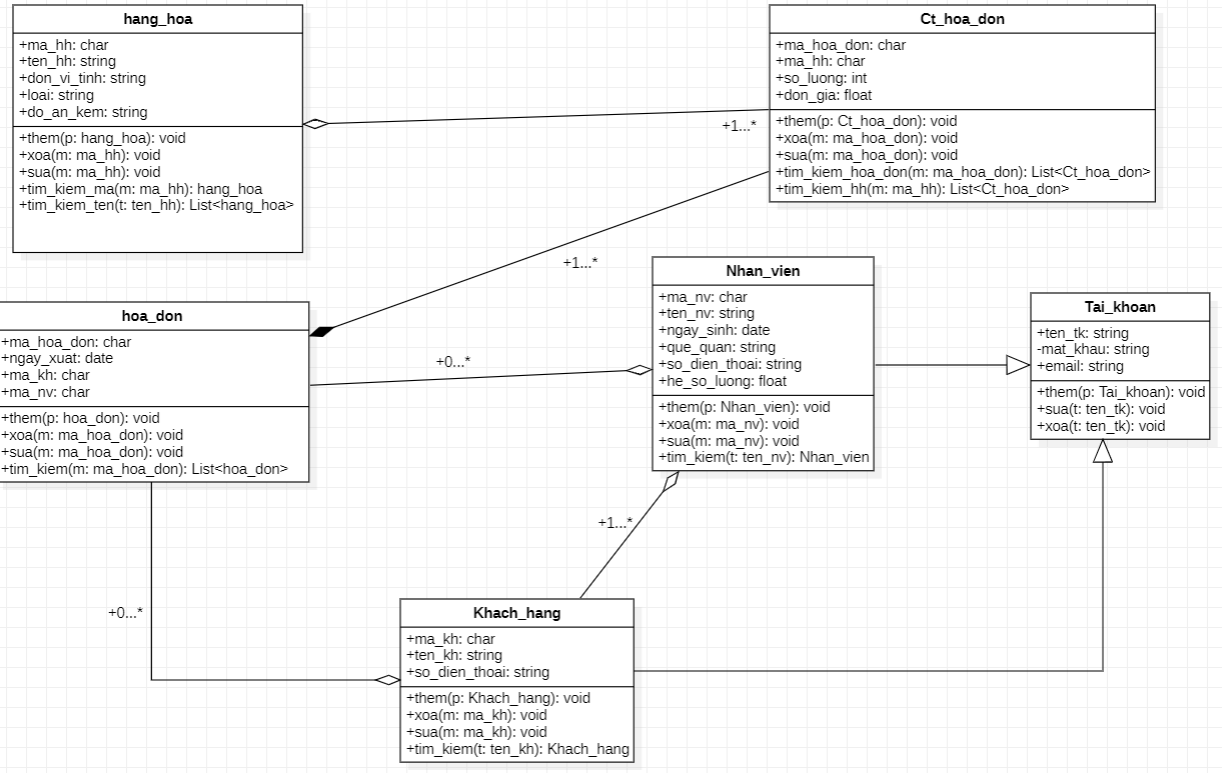 hang_hoa
+ma_hh: char
+ten_hh: string
+don_vi_tinh: string
+loai: string
+do_an_kem: string
+them(p: hang_hoa): void
+xoa(m: ma_hh): void
+sua(m: ma_hh): void
+tim_kiem_ma(m: ma_hh): hang_hoa
+tim_kiem_ten(t: ten_hh): List<hang_hoa>
Ct_hoa_don
+ma_hoa_don: char
+ma_hh: char
+so_luong: int
+don_gia: float
+them(p: Ct_hoa_don): void
+xoa(m: ma_hoa_don): void
+sua(m: ma_hoa_don): void
+tim_kiem_hoa_don(m: ma_hoa_don): List<Ct_hoa_don>
+tim_kiem_hh(m: ma_hh): List<Ct_hoa_don>
+1...*
+1...*
hoa_don
+ma_hoa_don: char
+ngay_xuat: date
+ma_kh: char
+ma_nv: char
+them(p: hoa_don): void
+xoa(m: ma_hoa_don): void
+sua(m: ma_hoa_don): void
+tim_kiem(m: ma_hoa_don): List<hoa_don>
+0...*
Nhan_vien
+ma_nv: char
+ten_nv: string
+ngay_sinh: date
+que_quan: string
+so_dien_thoai: string
+he_so_luong: float
+them(p: Nhan_vien): void
+xoa(m: ma_nv): void
+sua(m: ma_nv): void
+tim_kiem(t: ten_nv): Nhan_vien
Tai_khoan
+ten_tk: string
-mat_khau: string
+email: string
+them(p: Tai_khoan): void
+sua(t: ten_tk): void
+xoa(t: ten_tk): void
+1...*
+0...*
Khach_hang
+ma_kh: char
+ten_kh: string
+so_dien_thoai: string
+them(p: Khach_hang): void
+xoa(m: ma_kh): void
+sua(m: ma_kh): void
+tim_kiem(t: ten_kh): Khach_hang